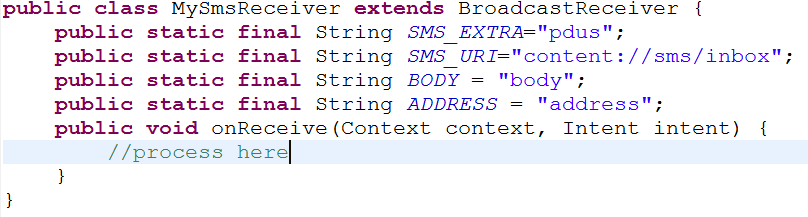 public class MySmsReceiver extends BroadcastReceiver {
    public static final String SMS_EXTRA="pdus";
    public static final String SMS_URI="content://sms/inbox";
    public static final String BODY = "body";
    public static final String ADDRESS = "address";
    public void onReceive(Context context, Intent intent) {
        //process here
    }
}